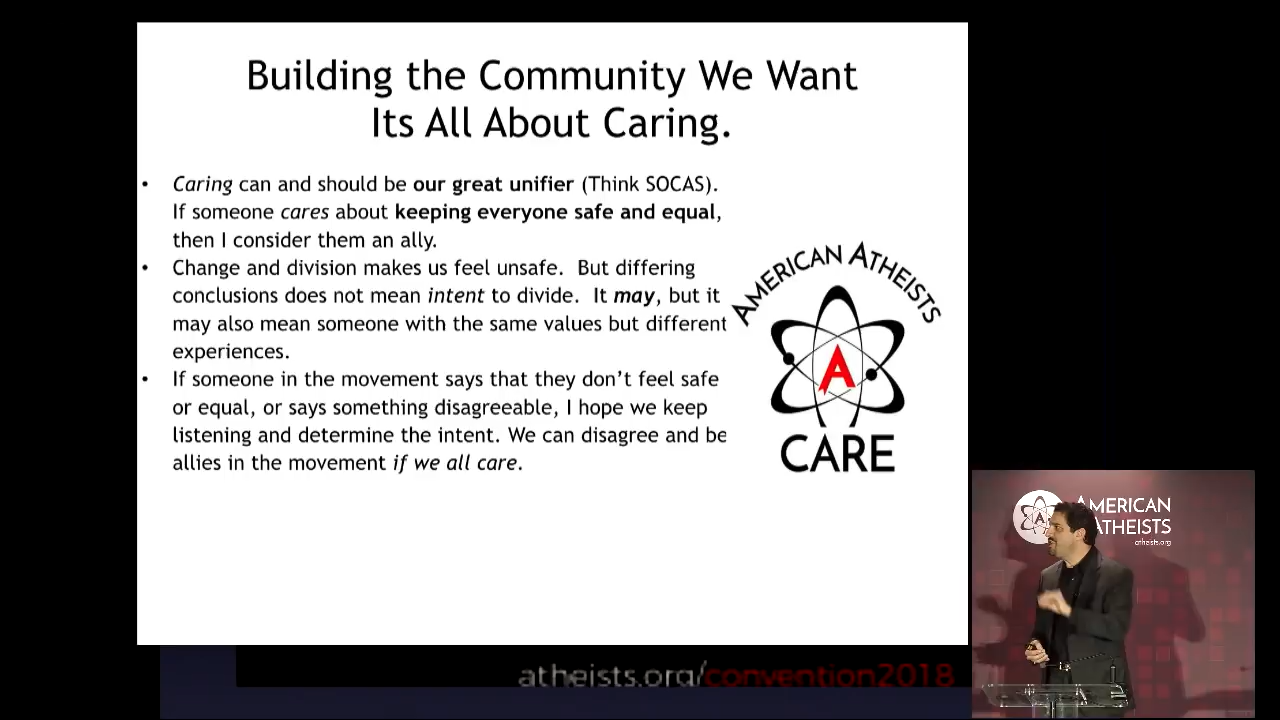 Building the Community We Want
Its All About Caring.
• Caring can and should be our great unifier (Think SOCAS).
If someone cares about keeping everyone safe and equal,
then I consider them an ally.
• Change and division makes us feel unsafe.  But differing
conclusions does not mean intent to divide.  It may, but it
may also mean someone with the same values but different
experiences.
• If someone in the movement says that they don't feel safe
or equal, or says something disagreeable, I hope we keep
listening and determine the intent. We can disagree and be
allies in the movement if we all care.
AMERICAN ATHEISTS
A
CARE
A
AMERICAN
ATHEISTS
atheists.org
atheists.org/convention2018